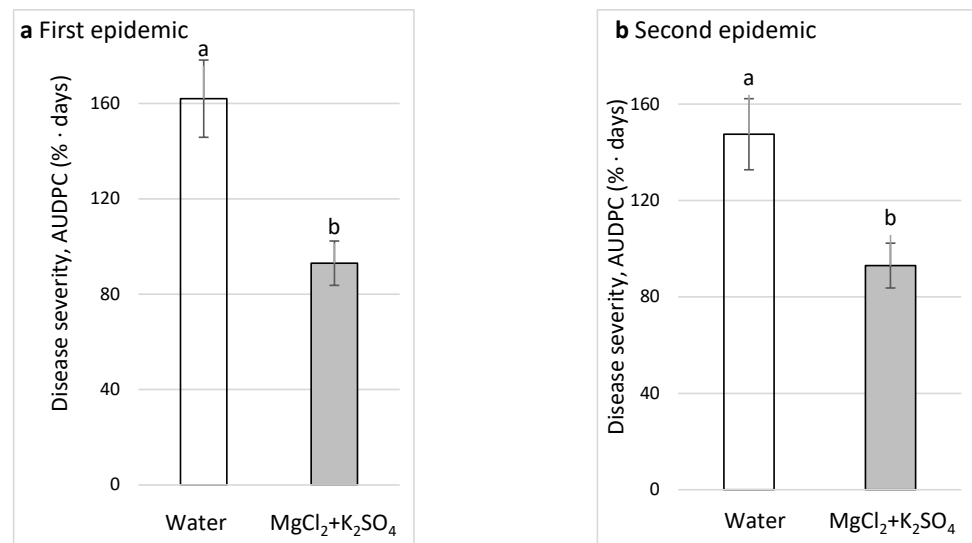 a First epidemic
Disease severity, AUDPC (% · days)
160
120
80
40
0
a
b
Water
MgCl₂+K₂SO₄
b Second epidemic
Disease severity, AUDPC (% · days)
160
120
80
40
0
a
b
Water
MgCl₂+K₂SO₄